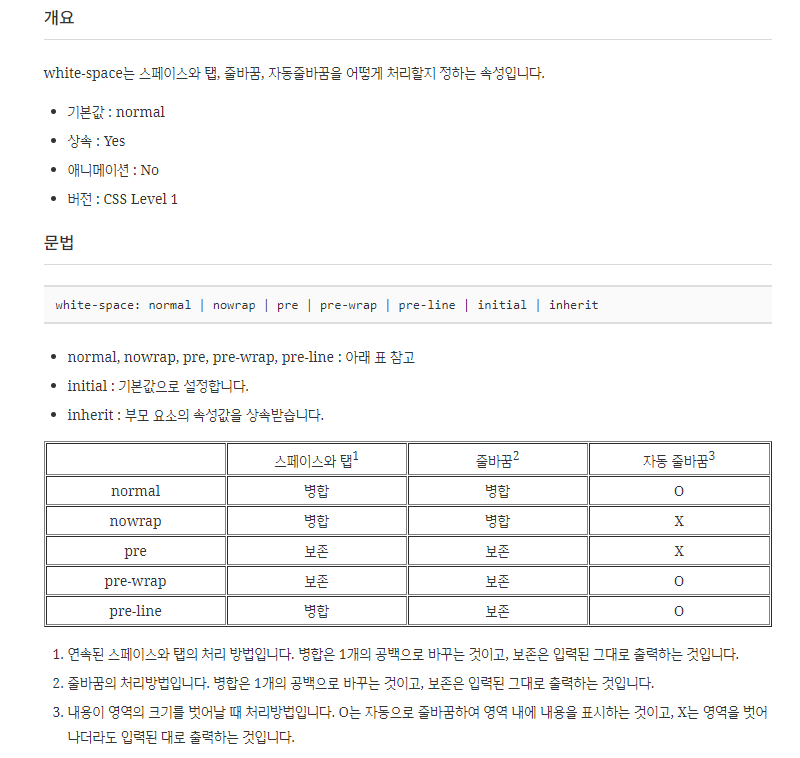 개요
white-space는 스페이스와 탭, 줄바꿈, 자동줄바꿈을 어떻게 처리할지 정하는 속성입니다.
기본값 : normal
상속 : Yes
애니메이션 : No
버전 : CSS Level 1
문법
white-space: normal | nowrap | pre | pre-wrap | pre-line | initial | inherit
normal, nowrap, pre, pre-wrap, pre-line : 아래 표 참고
initial : 기본값으로 설정합니다.
inherit : 부모 요소의 속성값을 상속받습니다.
스페이스와 탭1 줄바꿈2 자동 줄바꿈3
normal 병합 병합 O
nowrap 병합 병합 X
pre 보존 보존 X
pre-wrap 보존 보존 O
pre-line 병합 보존 O
1. 연속된 스페이스와 탭의 처리 방법입니다. 병합은 1개의 공백으로 바꾸는 것이고, 보존은 입력된 그대로 출력하는 것입니다.
2. 줄바꿈의 처리방법입니다. 병합은 1개의 공백으로 바꾸는 것이고, 보존은 입력된 그대로 출력하는 것입니다.
3. 내용이 영역의 크기를 벗어날 때 처리방법입니다. O는 자동으로 줄바꿈하여 영역 내에 내용을 표시하는 것이고, X는 영역을 벗어
나더라도 입력된 대로 출력하는 것입니다.